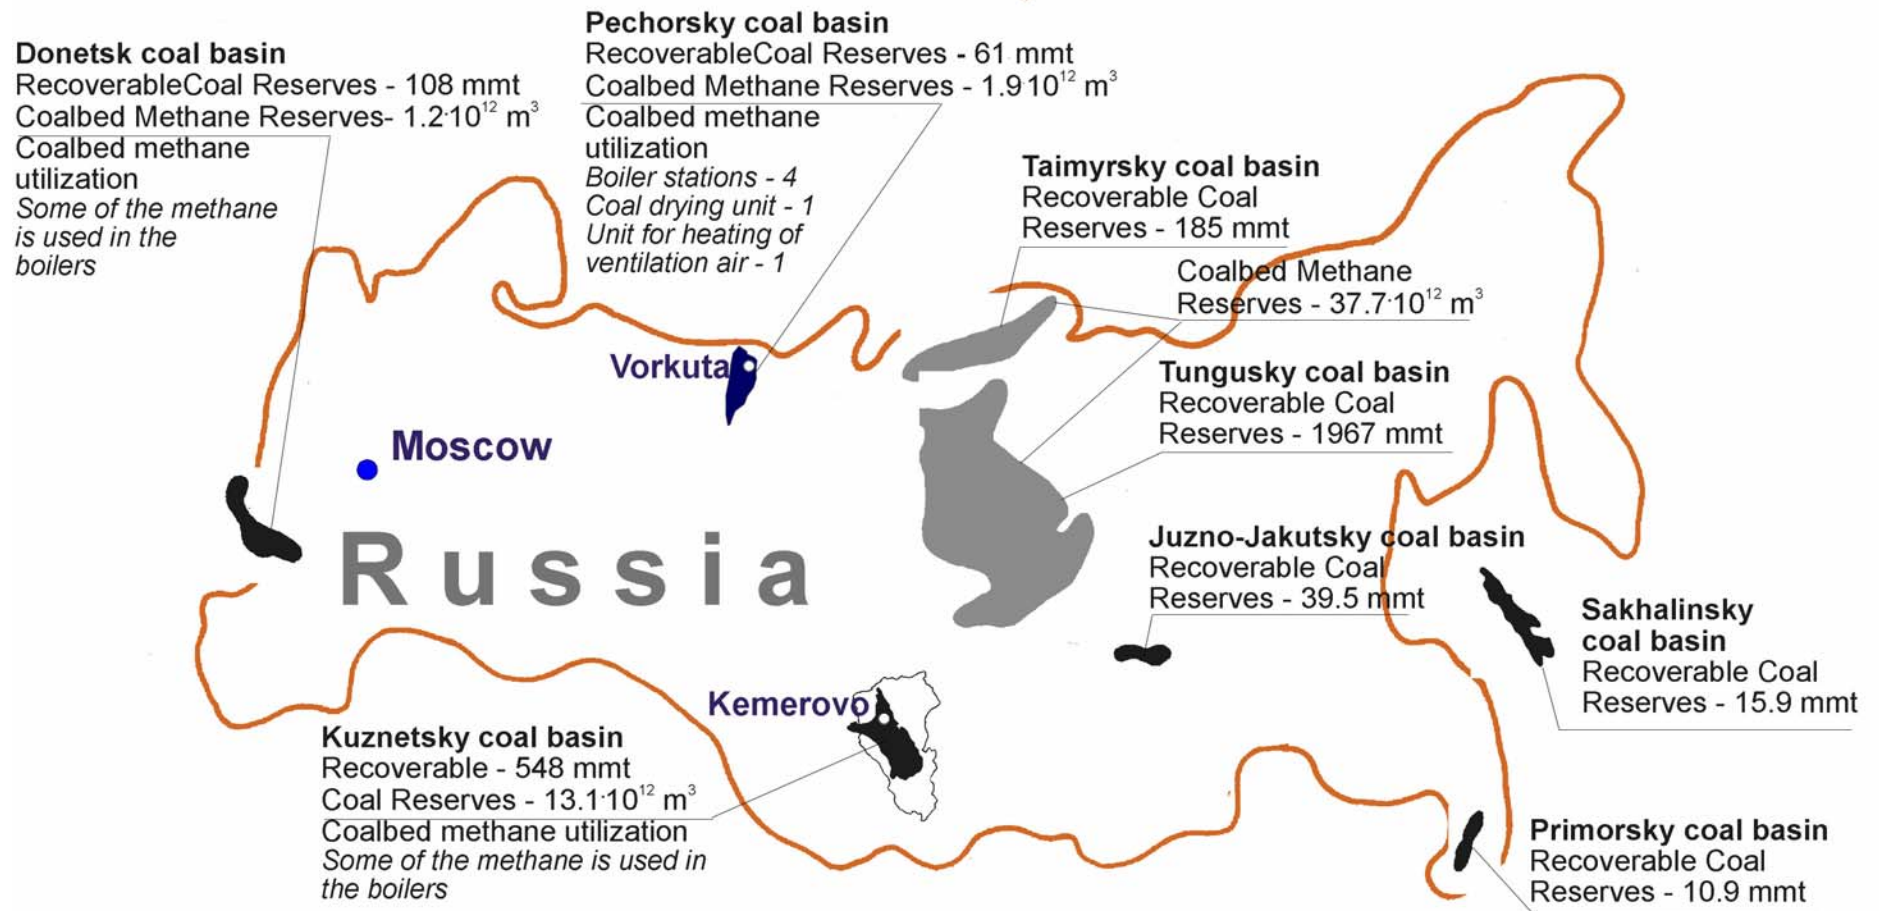 Donetsk coal basin
RecoverableCoal Reserves - 108 mmt
Coalbed Methane Reserves- 1.2·10¹² m³
Coalbed methane
utilization
Some of the methane
is used in the
boilers
Pechorsky coal basin
RecoverableCoal Reserves - 61 mmt
Coalbed Methane Reserves - 1.9·10¹² m³
Coalbed methane
utilization
Boiler stations - 4
Coal drying unit - 1
Unit for heating of
ventilation air - 1
Taimyrsky coal basin
Recoverable Coal
Reserves - 185 mmt
Coalbed Methane
Reserves - 37.7·10¹² m³
Tungusky coal basin
Recoverable Coal
Reserves - 1967 mmt
Vorkuta
Moscow
Russia
Juzno-Jakutsky coal basin
Recoverable Coal
Reserves - 39.5 mmt
Sakhalinsky
coal basin
Recoverable Coal
Reserves - 15.9 mmt
Kemerovo
Kuznetsky coal basin
Recoverable - 548 mmt
Coal Reserves - 13.1·10¹² m³
Coalbed methane utilization
Some of the methane is used in
the boilers
Primorsky coal basin
Recoverable Coal
Reserves - 10.9 mmt